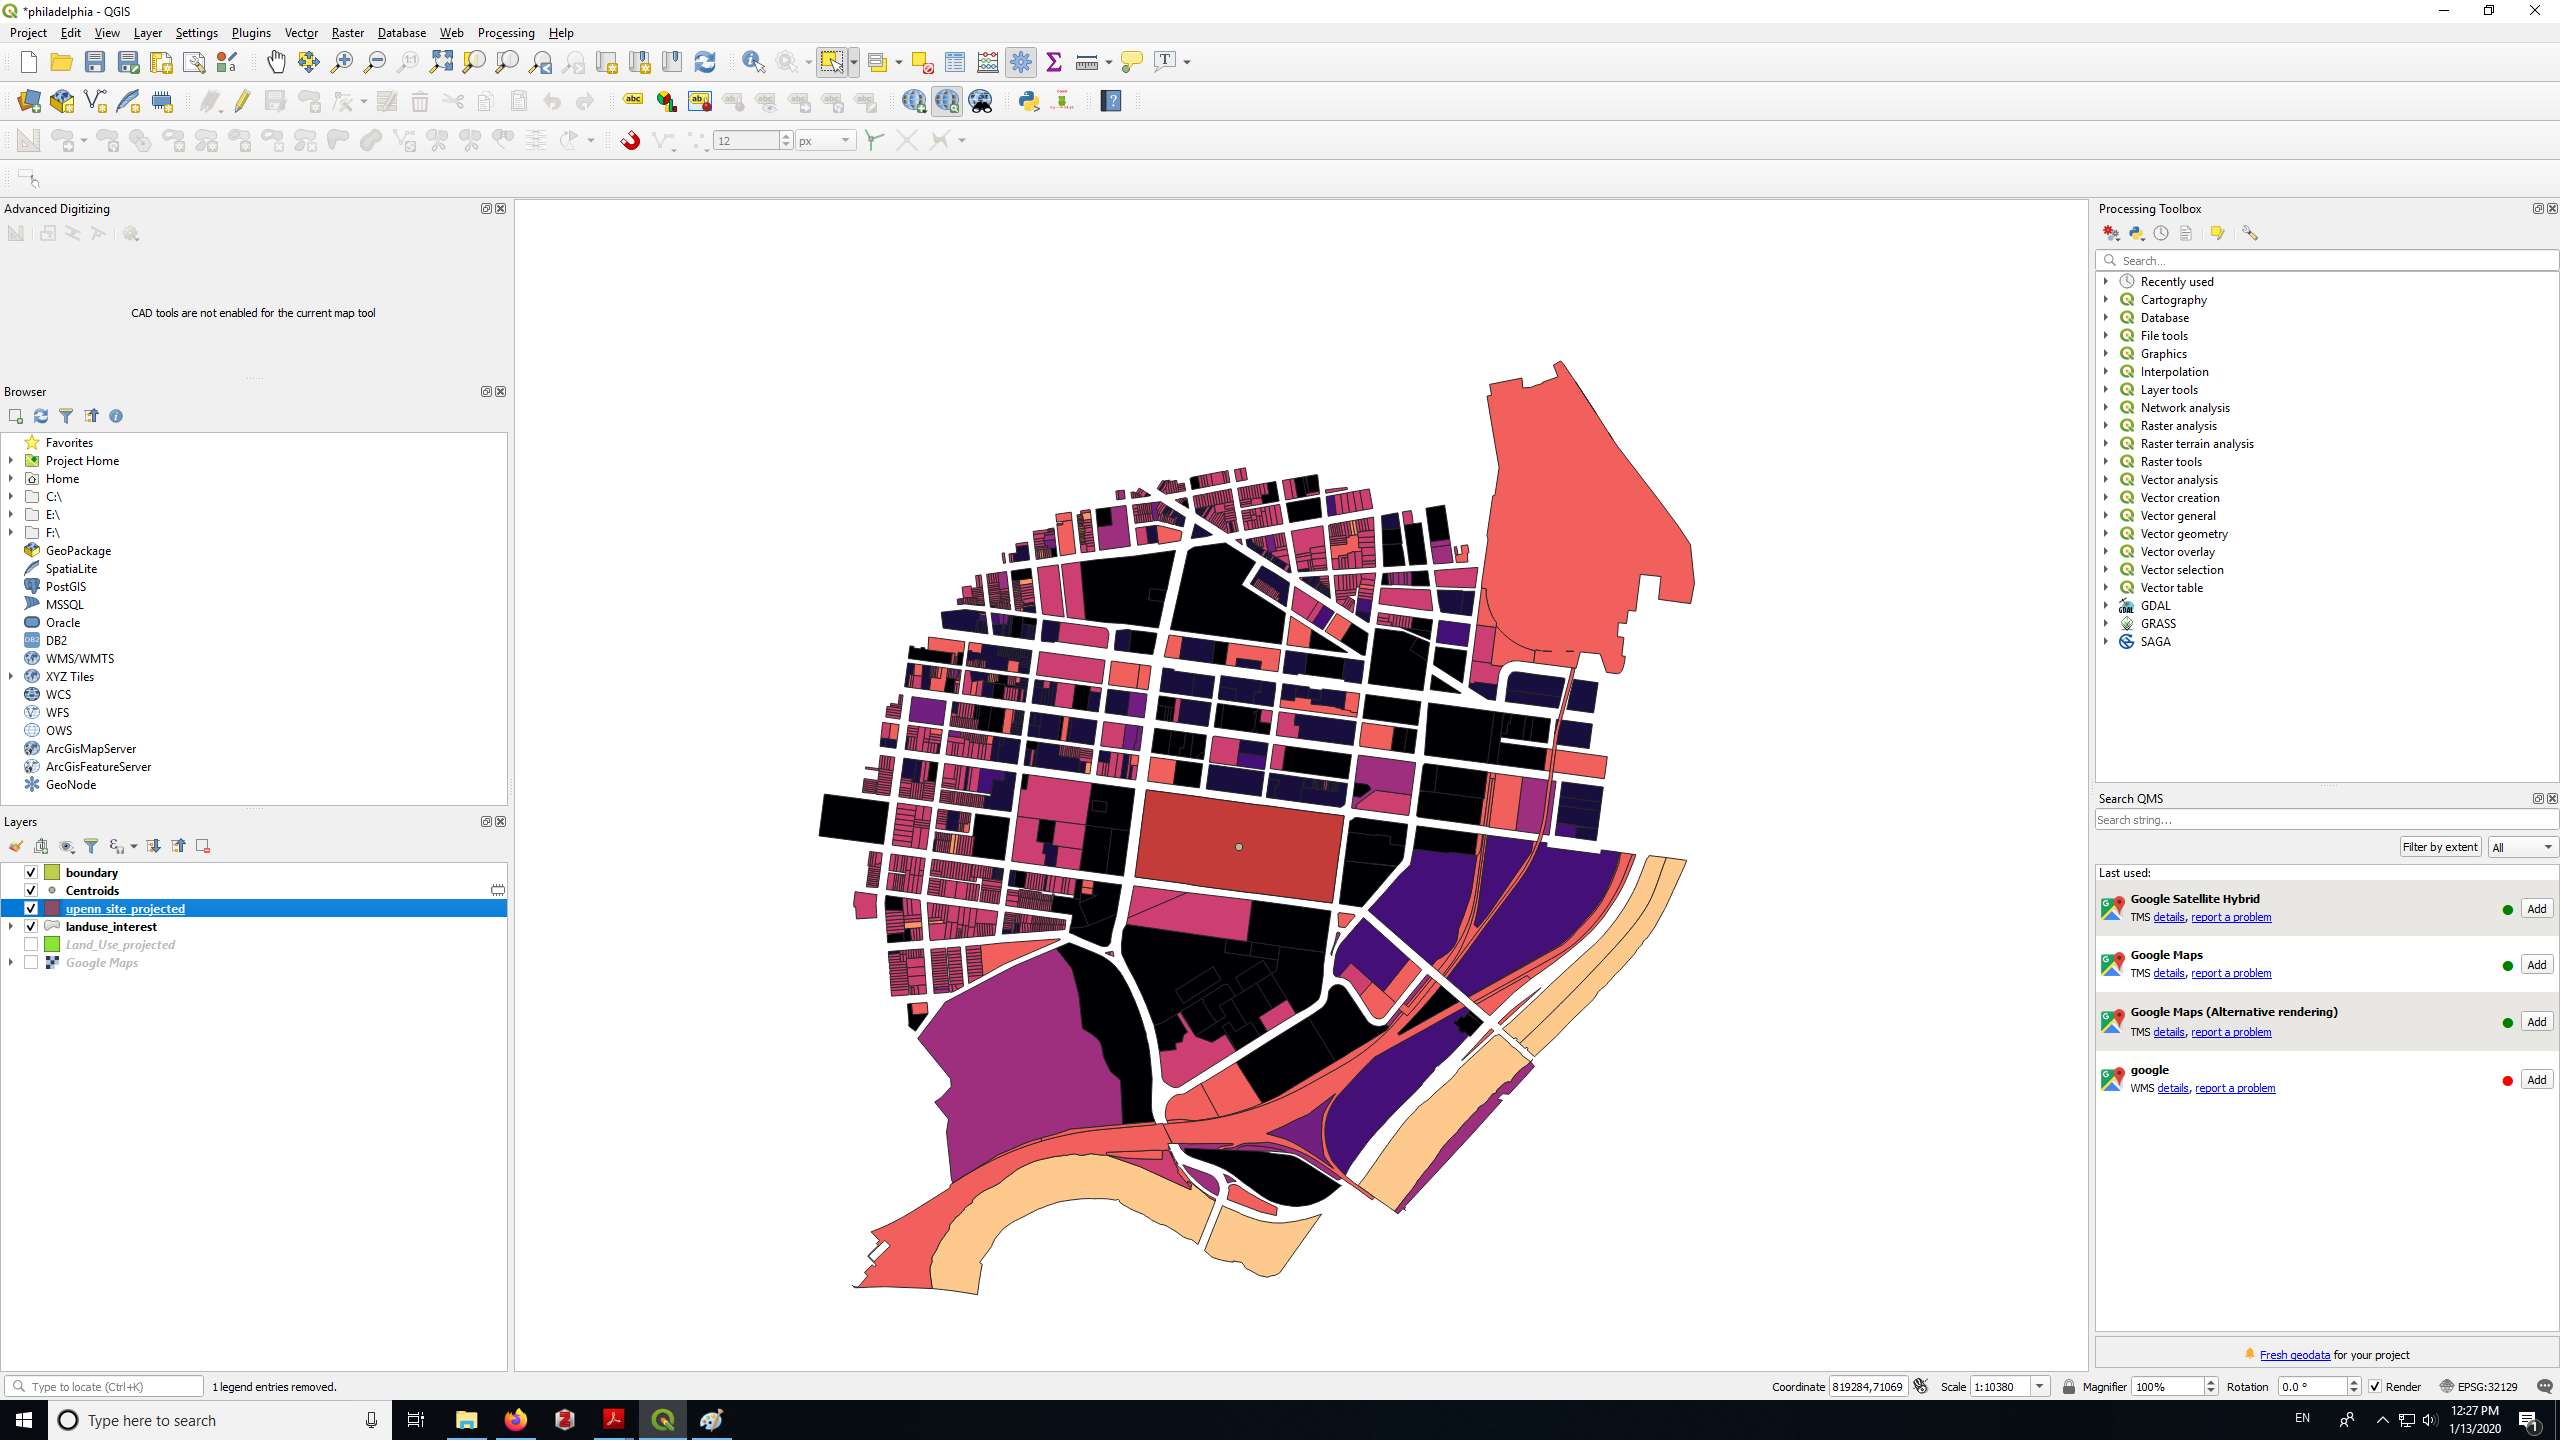 *philadelphia - QGIS
Project Edit View Layer Settings Plugins Vector Raster Database Web Processing Help
12 px
Advanced Digitizing
CAD tools are not enabled for the current map tool
Browser
Favorites
Project Home
Home
C:\
E:\
F:\
GeoPackage
SpatiaLite
PostGIS
MSSQL
Oracle
DB2
WMS/WMTS
XYZ Tiles
WCS
WFS
OWS
ArcGisMapServer
ArcGisFeatureServer
GeoNode
Layers
boundary
Centroids
upenn_site_projected
landuse_interest
Land_Use_projected
Google Maps
Processing Toolbox
Search...
Recently used
Cartography
Database
File tools
Graphics
Interpolation
Layer tools
Network analysis
Raster analysis
Raster terrain analysis
Raster tools
Vector analysis
Vector creation
Vector general
Vector geometry
Vector overlay
Vector selection
Vector table
GDAL
GRASS
SAGA
Search QMS
Search string...
Filter by extent All
Last used:
Google Satellite Hybrid
TMS details, report a problem
Add
Google Maps
TMS details, report a problem
Add
Google Maps (Alternative rendering)
TMS details, report a problem
Add
google
WMS details, report a problem
Add
Fresh geodata for your project
Type to locate (Ctrl+K) 1 legend entries removed. Coordinate 819284,71069 Scale 1:10380 Magnifier 100% Rotation 0.0 ° Render EPSG:32129
Type here to search
EN
12:27 PM
1/13/2020
1